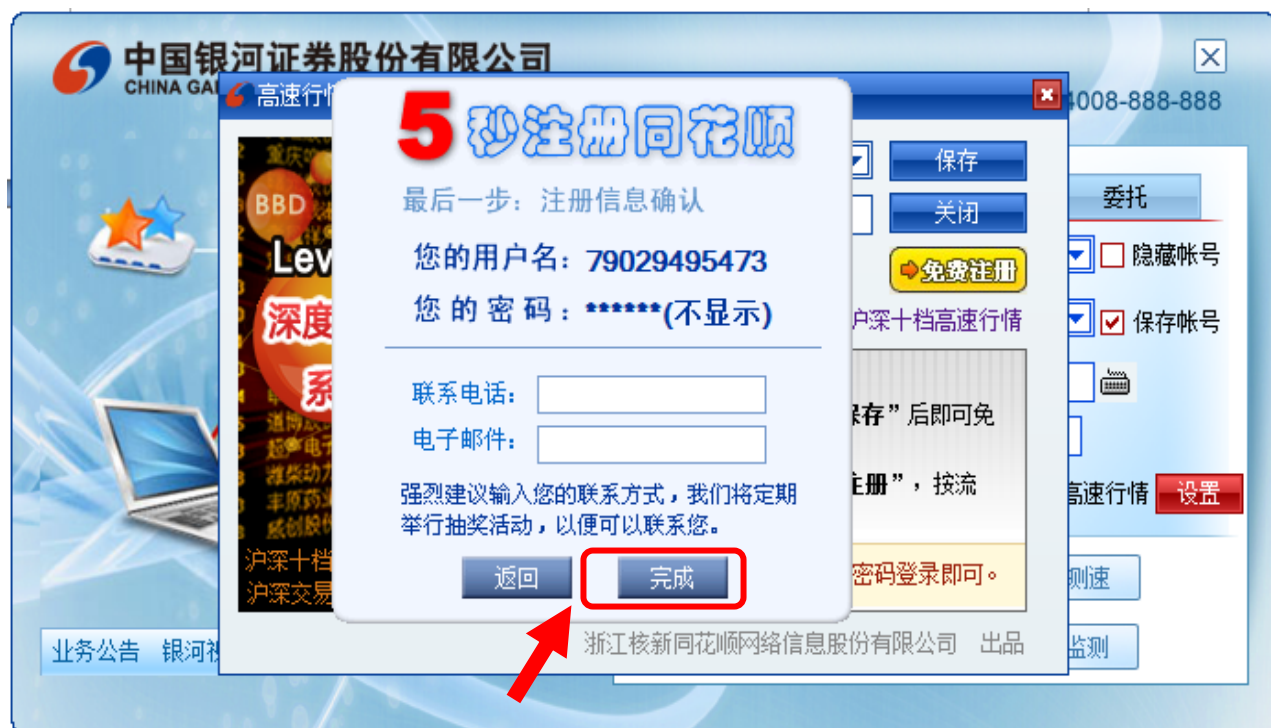 中国银河证券股份有限公司
CHINA GAL
4008-888-888
高速行情
5秒注册同花顺
最后一步：注册信息确认
您的用户名：79029495473
您的密码：******(不显示)
联系电话：
电子邮件：
强烈建议输入您的联系方式，我们将定期
举行抽奖活动，以便可以联系您。
返回
完成
保存
关闭
免费注册
沪深十档高速行情
保存”后即可免
注册”，按流
密码登录即可。
BBD
Lev
深度
系
沪深十档
沪深交易
浙江核新同花顺网络信息股份有限公司 出品
委托
隐藏帐号
保存帐号
高速行情
设置
测速
监测
业务公告 银河视